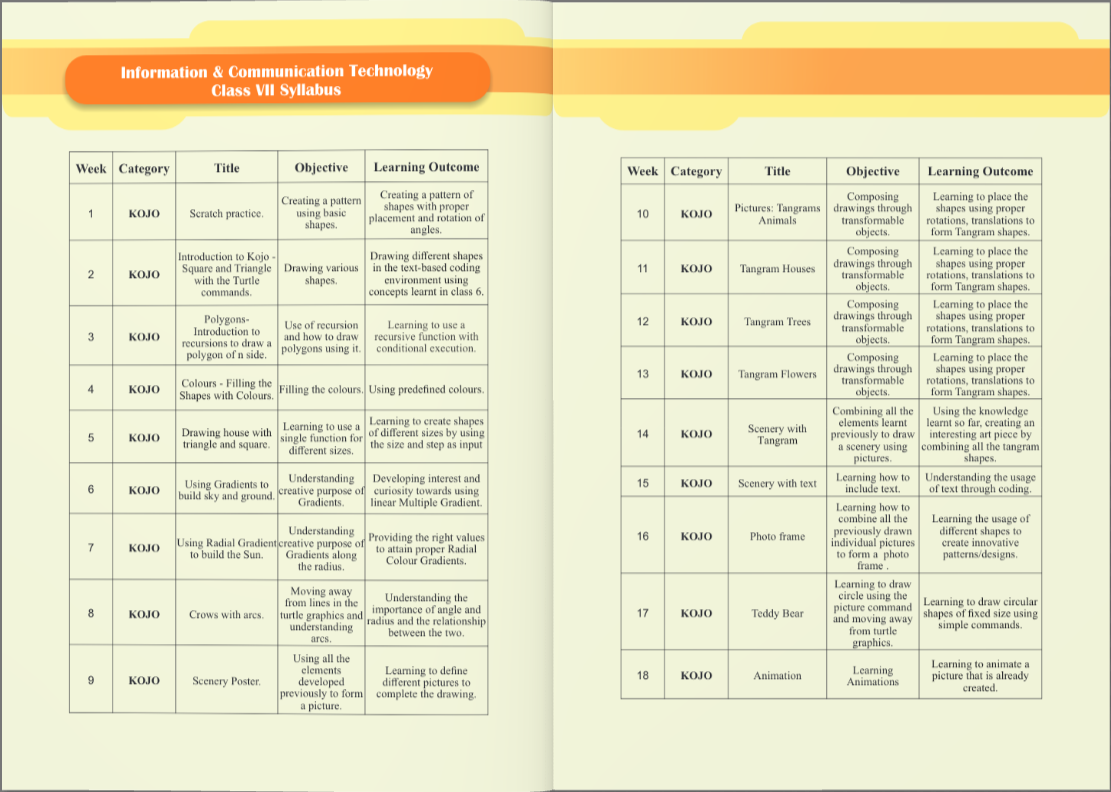 Information & Communication Technology
Class VII Syllabus
Week Category Title Objective Learning Outcome
1 KOJO Scratch practice. Creating a pattern using basic shapes. Creating a pattern of shapes with proper placement and rotation of angles.
2 KOJO Introduction to Kojo - Square and Triangle with the Turtle commands. Drawing various shapes. Drawing different shapes in the text-based coding environment using concepts learnt in class 6.
3 KOJO Polygons- Introduction to recursions to draw a polygon of n side. Use of recursion and how to draw polygons using it. Learning to use a recursive function with conditional execution.
4 KOJO Colours - Filling the Shapes with Colours. Filling the colours. Using predefined colours.
5 KOJO Drawing house with triangle and square. Learning to use a single function for different sizes. Learning to create shapes of different sizes by using the size and step as input
6 KOJO Using Gradients to build sky and ground. Understanding creative purpose of Gradients. Developing interest and curiosity towards using linear Multiple Gradient.
7 KOJO Using Radial Gradient to build the Sun. Understanding creative purpose of Gradients along the radius. Providing the right values to attain proper Radial Colour Gradients.
8 KOJO Crows with arcs. Moving away from lines in the turtle graphics and understanding arcs. Understanding the importance of angle and radius and the relationship between the two.
9 KOJO Scenery Poster. Using all the elements developed previously to form a picture. Learning to define different pictures to complete the drawing.
Week Category Title Objective Learning Outcome
10 KOJO Pictures: Tangrams Animals Composing drawings through transformable objects. Learning to place the shapes using proper rotations, translations to form Tangram shapes.
11 KOJO Tangram Houses Composing drawings through transformable objects. Learning to place the shapes using proper rotations, translations to form Tangram shapes.
12 KOJO Tangram Trees Composing drawings through transformable objects. Learning to place the shapes using proper rotations, translations to form Tangram shapes.
13 KOJO Tangram Flowers Composing drawings through transformable objects. Learning to place the shapes using proper rotations, translations to form Tangram shapes.
14 KOJO Scenery with Tangram Combining all the elements learnt previously to draw a scenery using pictures. Using the knowledge learnt so far, creating an interesting art piece by combining all the tangram shapes.
15 KOJO Scenery with text Learning how to include text. Understanding the usage of text through coding.
16 KOJO Photo frame Learning how to combine all the previously drawn individual pictures to form a photo frame . Learning the usage of different shapes to create innovative patterns/designs.
17 KOJO Teddy Bear Learning to draw circle using the picture command and moving away from turtle graphics. Learning to draw circular shapes of fixed size using simple commands.
18 KOJO Animation Learning Animations Learning to animate a picture that is already created.